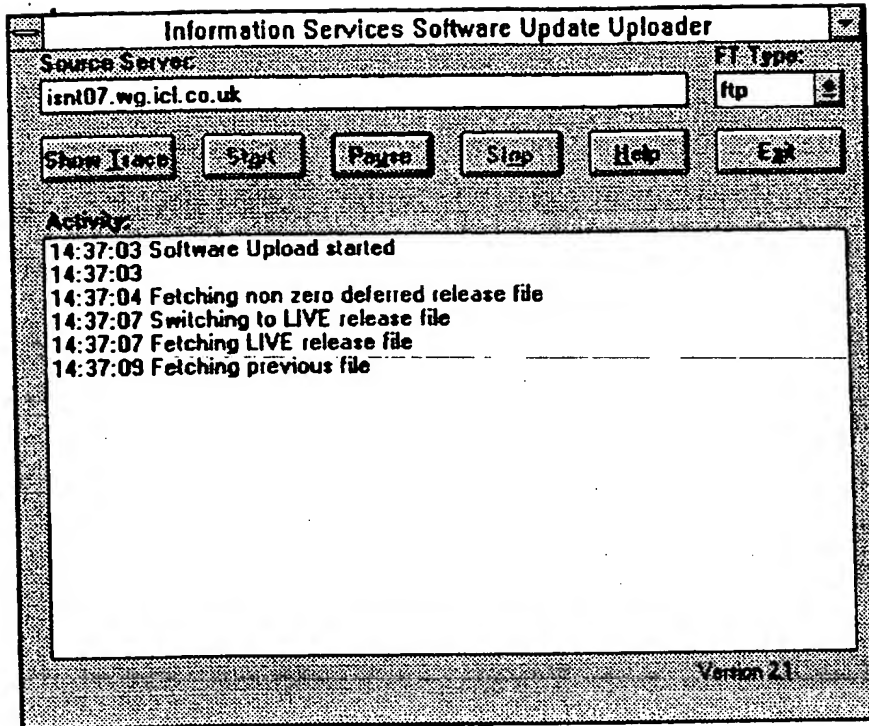 Information Services Software Update Uploader
Source Server: FT Type:
isnt07.wg.icl.co.uk ftp
Show Trace Start Pause Stop Help Exit
Activity:
14:37:03 Software Upload started
14:37:03
14:37:04 Fetching non zero deferred release file
14:37:07 Switching to LIVE release file
14:37:07 Fetching LIVE release file
14:37:09 Fetching previous file
Version 2.1